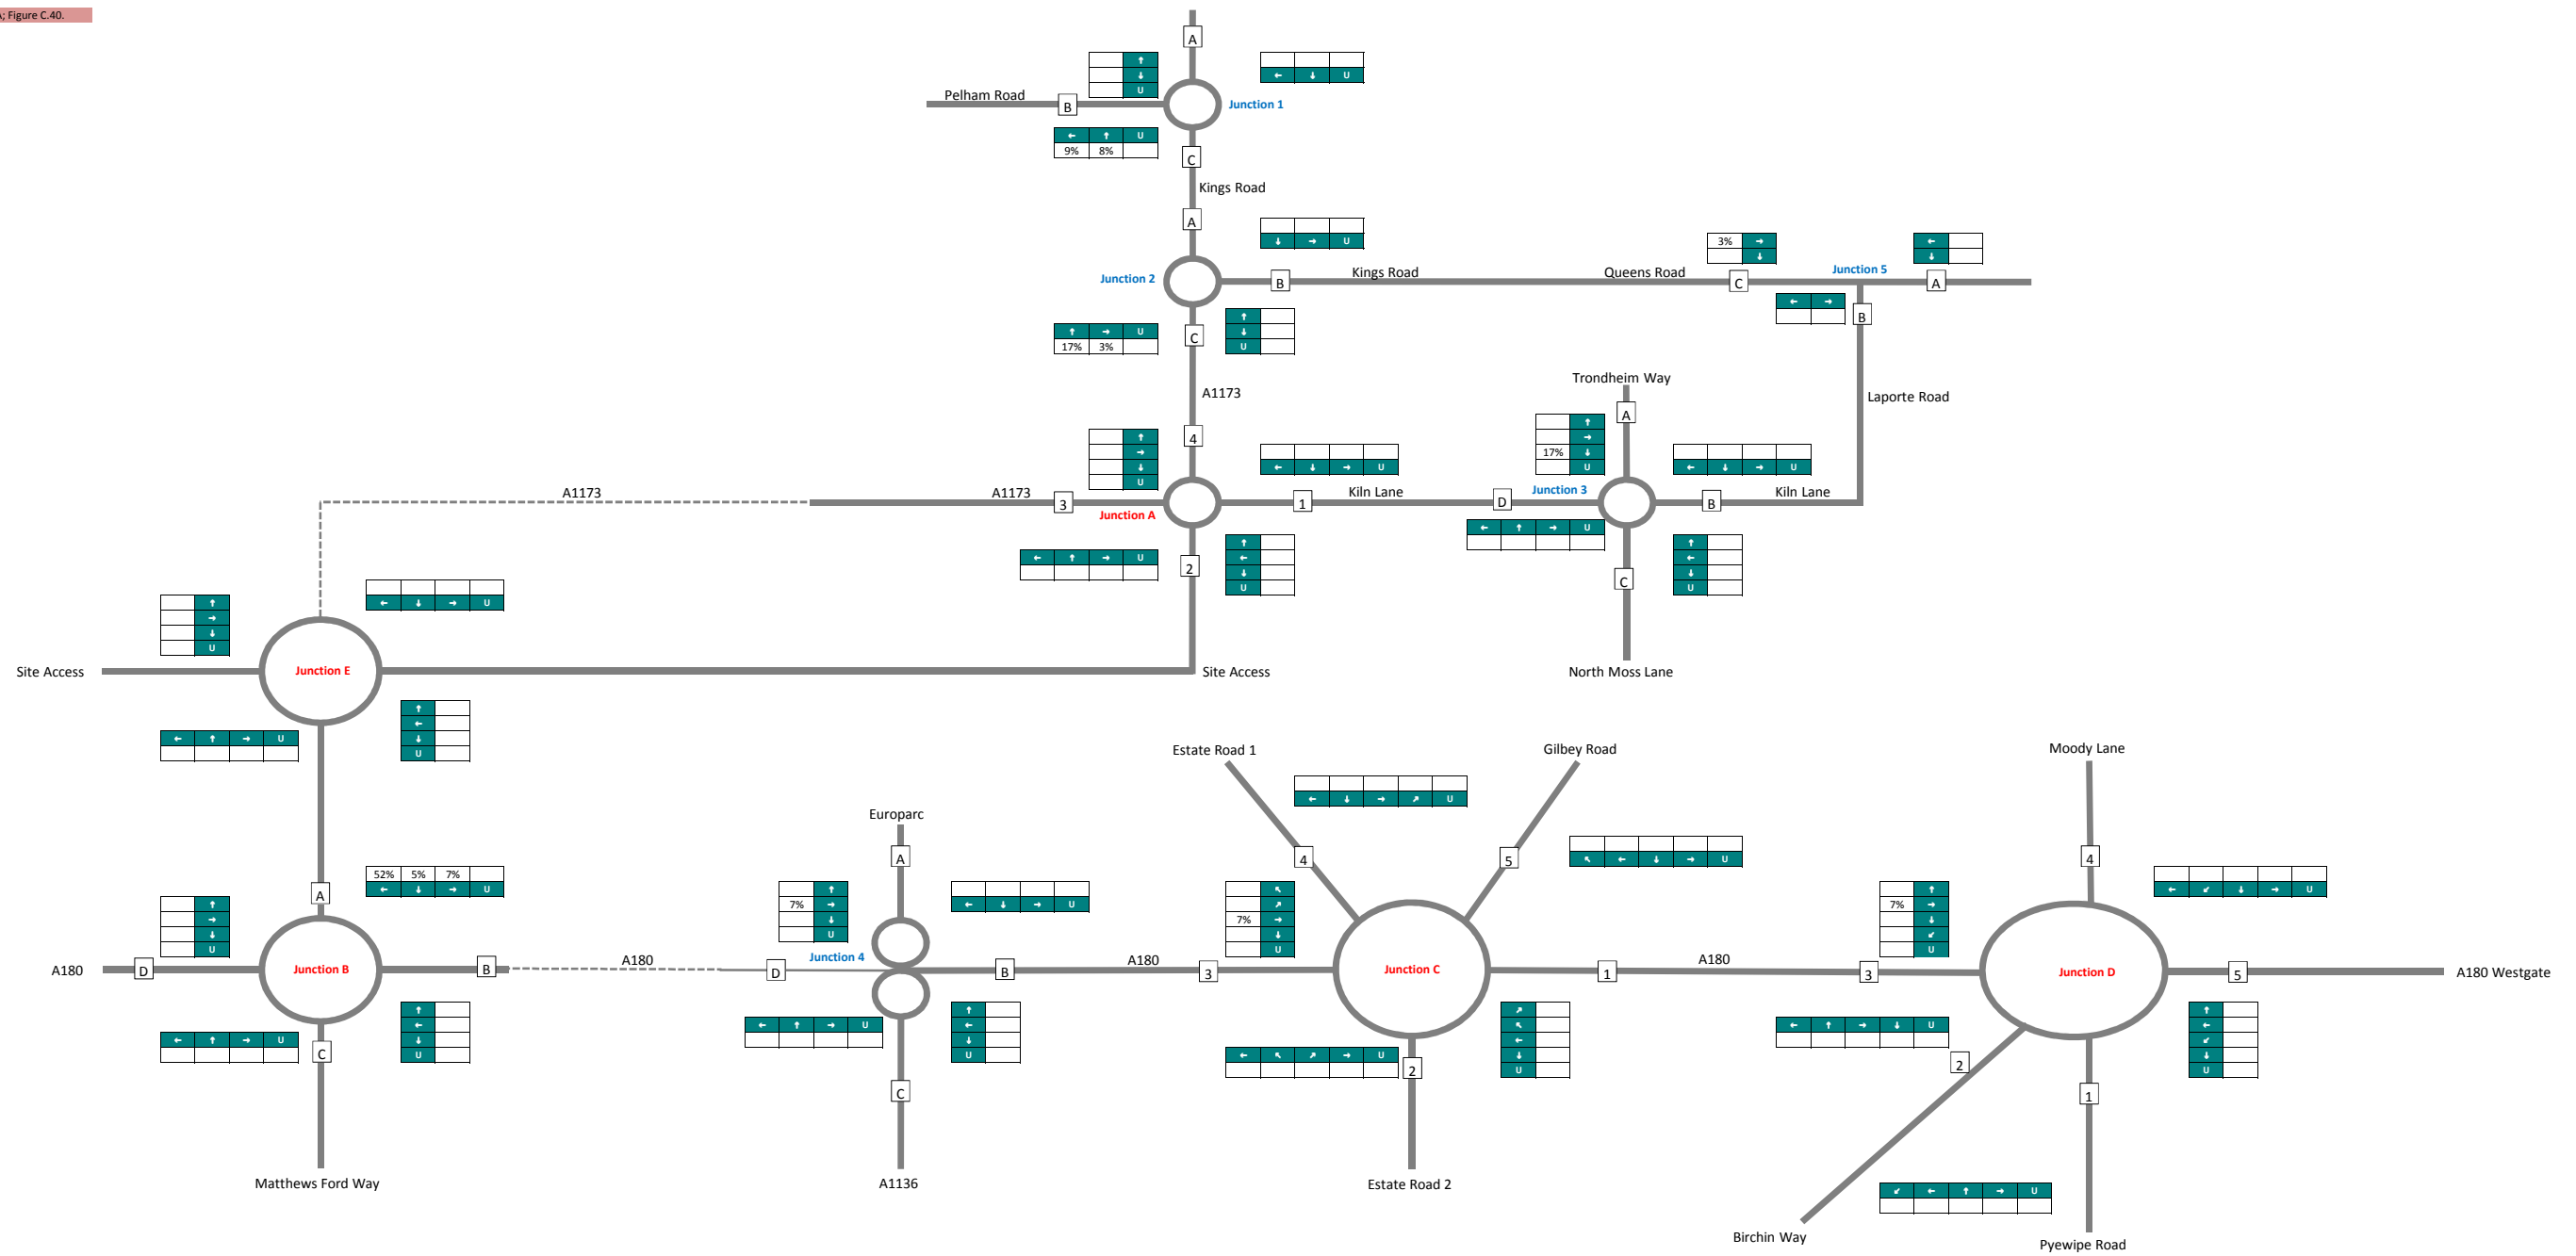 A; Figure C.40.
A
↑
↓
U
← ↓ U
Pelham Road
B
Junction 1
← ↑ U
9% 8%
C
Kings Road
A
↓ → U
3% →
↓
←
↓
Junction 2
B
Kings Road
Queens Road
C
Junction 5
A
← →
B
↑ → U
17% 3%
C
↑
↓
U
A1173
Trondheim Way
A
Laporte Road
↑
→
↓
U
4
← ↓ → U
↑
→
17% ↓
U
← ↓ → U
A1173
A1173
3
Junction A
1
Kiln Lane
D
Junction 3
B
Kiln Lane
← ↑ → U
← ↑ → U
2
↑
←
↓
U
C
↑
←
↓
U
↑
→
↓
U
← ↓ → U
Site Access
Junction E
Site Access
North Moss Lane
← ↑ → U
↑
←
↓
U
Estate Road 1
Gilbey Road
Moody Lane
← ↓ → ↗ U
Europarc
A
4
5
↖ ← ↓ → U
4
52% 5% 7%
← ↓ → U
← ↙ ↓ → U
A
↑
→
↓
U
↑
7% →
↓
U
← ↓ → U
↖
↗
7% →
↓
U
↑
7% →
↓
↙
U
A180
D
Junction B
B
A180
D
Junction 4
B
A180
3
Junction C
1
A180
3
Junction D
5
A180 Westgate
← ↑ → U
C
↑
←
↓
U
← ↑ → U
↑
←
↓
U
← ↖ ↗ → U
2
↗
↖
←
↓
U
← ↑ → ↓ U
2
↑
←
↙
↓
U
C
1
Matthews Ford Way
A1136
Estate Road 2
↙ ← ↑ → U
Birchin Way
Pyewipe Road